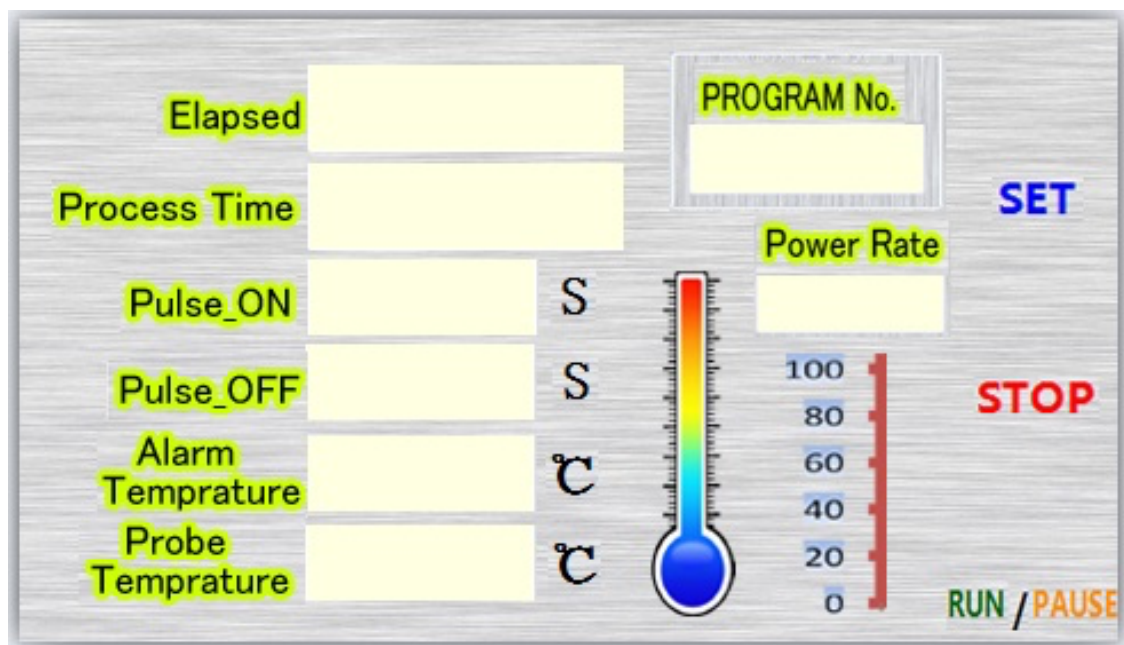 Elapsed
PROGRAM No.
Process Time
SET
Power Rate
Pulse_ON
S
Pulse_OFF
S
100
80
60
40
20
0
STOP
Alarm
Temprature
℃
Probe
Temprature
℃
RUN / PAUSE